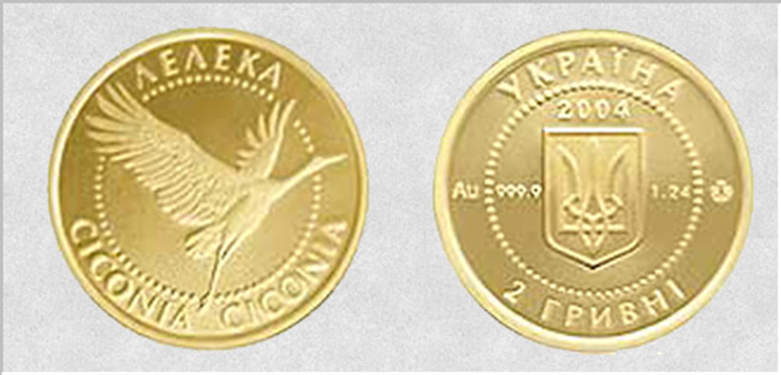 ЛЕЛЕКА
CICONIA CICONIA
УКРАЇНА
2004
Au 999.9 1.24
2 ГРИВНІ